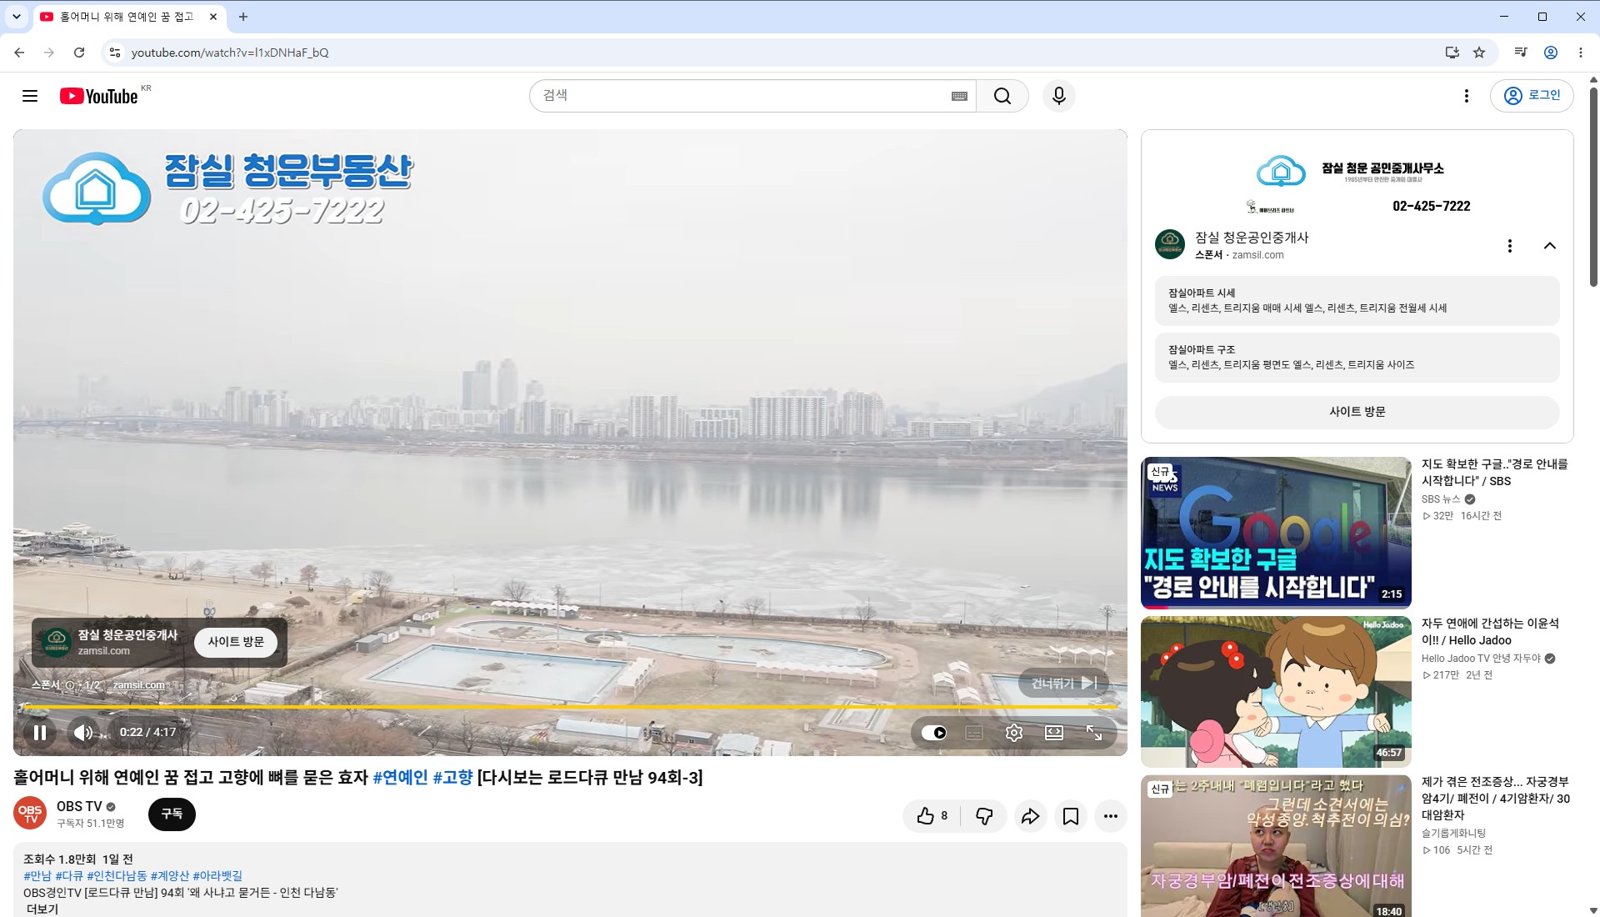 홀어머니 위해 연예인 꿈 접고
youtube.com/watch?v=I1xDNHaF_bQ
YouTube KR
검색
로그인
잠실 청운부동산
02-425-7222
잠실 청운공인중개사
zamsil.com
사이트 방문
스폰서 · 1/2 zamsil.com
건너뛰기
0:22 / 4:17
홀어머니 위해 연예인 꿈 접고 고향에 뼈를 묻은 효자 #연예인 #고향 [다시보는 로드다큐 만남 94회-3]
OBS TV
OBS TV
구독자 51.1만명
구독
8
조회수 1.8만회 1일 전
#만남 #다큐 #인천다남동 #계양산 #아라뱃길
OBS경인TV [로드다큐 만남] 94회 '왜 사냐고 묻거든 - 인천 다남동'
더보기
잠실 청운 공인중개사무소
02-425-7222
잠실 청운공인중개사
스폰서 · zamsil.com
잠실아파트 시세
엘스, 리센츠, 트리지움 매매 시세 엘스, 리센츠, 트리지움 전월세 시세
잠실아파트 구조
엘스, 리센츠, 트리지움 평면도 엘스, 리센츠, 트리지움 사이즈
사이트 방문
신규
NEWS
Google
지도 확보한 구글
"경로 안내를 시작합니다"
2:15
지도 확보한 구글.."경로 안내를
시작합니다" / SBS
SBS 뉴스
32만 16시간 전
Hello Jadoo
46:57
자두 연애에 간섭하는 이윤석
이!! / Hello Jadoo
Hello Jadoo TV 안녕 자두야
217만 2년 전
신규
는 2주내내 "폐렴입니다"라고 했다
그런데 소견서에는
악성종양.척추전이 의심?
자궁경부암/폐전이 전조증상에 대해
18:40
제가 겪은 전조증상... 자궁경부
암4기/ 폐전이 / 4기암환자/ 30
대암환자
슬기롭게화니팅
106 5시간 전